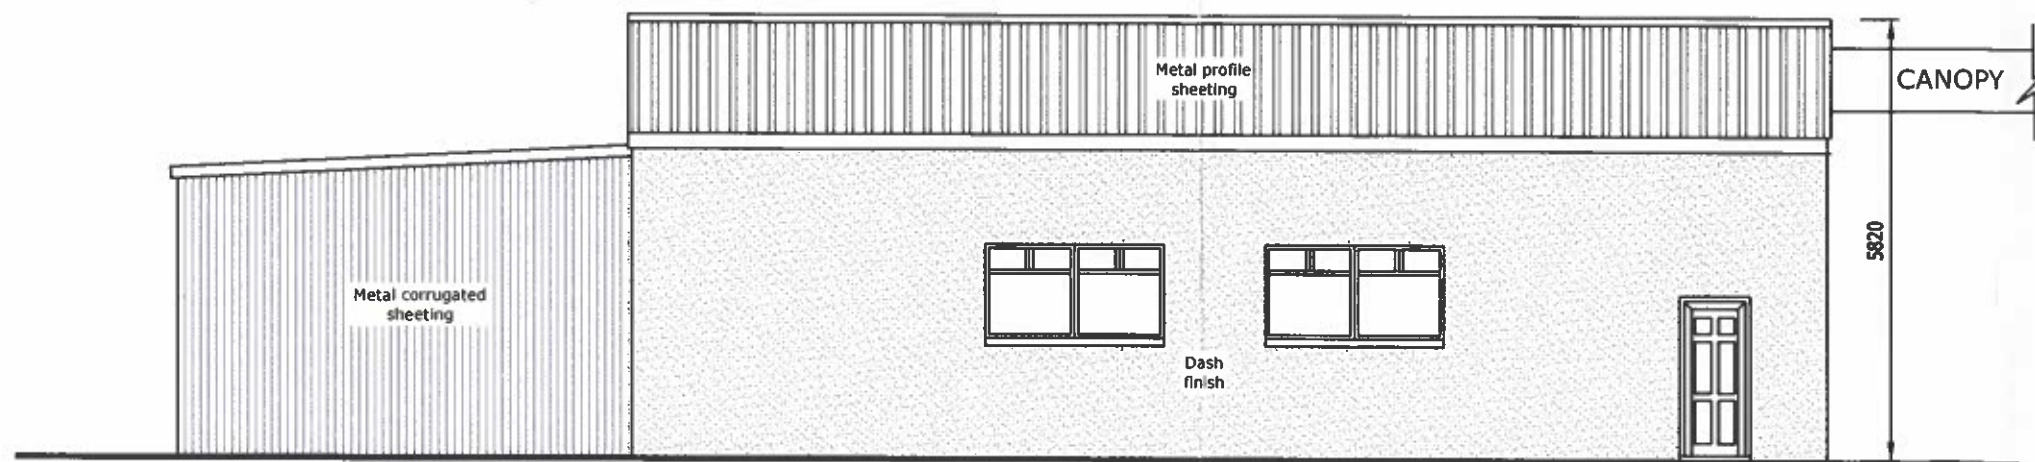 Metal profile
sheeting
CANOPY
5820
Metal corrugated
sheeting
Dash
finish